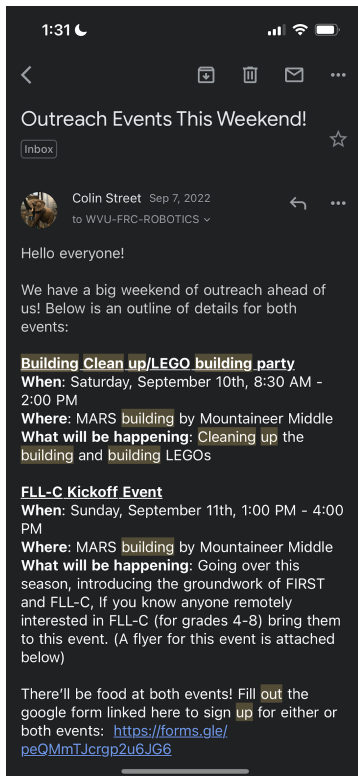 1:31
Outreach Events This Weekend!
Inbox
Colin Street Sep 7, 2022
to WVU-FRC-ROBOTICS
Hello everyone!
We have a big weekend of outreach ahead of
us! Below is an outline of details for both
events:
Building Clean up/LEGO building party
When: Saturday, September 10th, 8:30 AM -
2:00 PM
Where: MARS building by Mountaineer Middle
What will be happening: Cleaning up the
building and building LEGOs
FLL-C Kickoff Event
When: Sunday, September 11th, 1:00 PM - 4:00
PM
Where: MARS building by Mountaineer Middle
What will be happening: Going over this
season, introducing the groundwork of FIRST
and FLL-C, If you know anyone remotely
interested in FLL-C (for grades 4-8) bring them
to this event. (A flyer for this event is attached
below)
There'll be food at both events! Fill out the
google form linked here to sign up for either or
both events: https://forms.gle/
peQMmTJcrgp2u6JG6